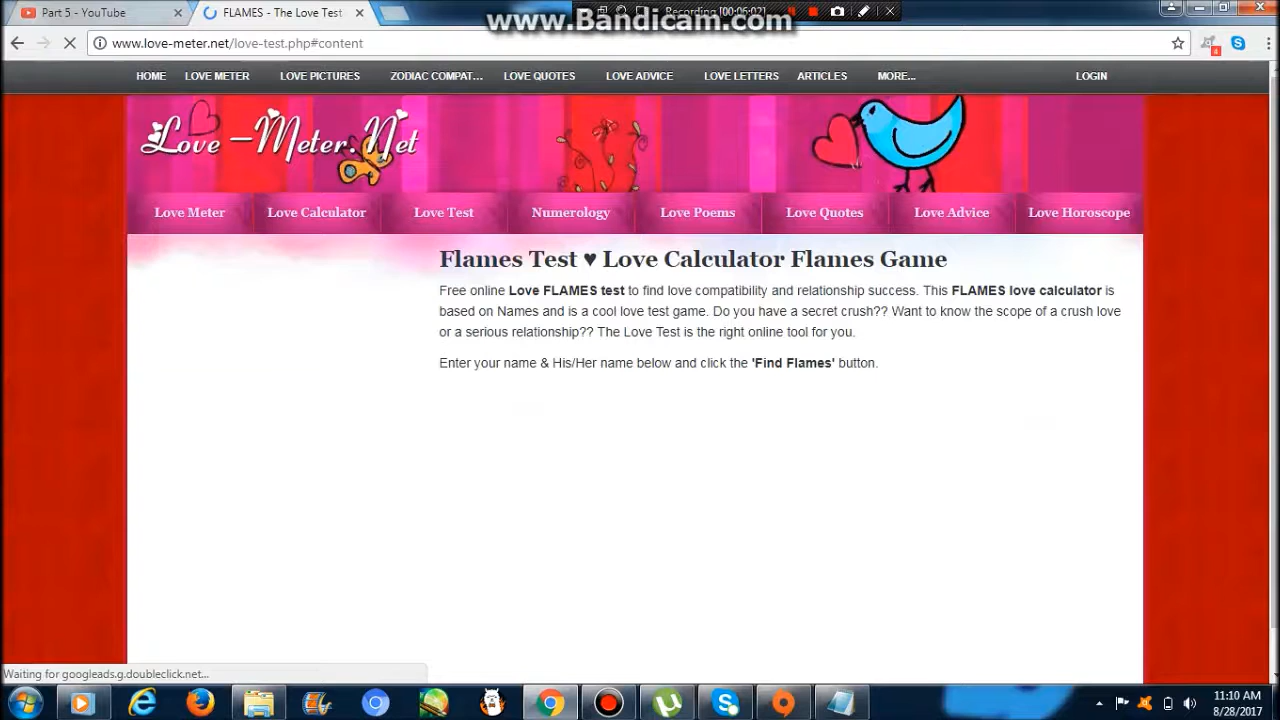 www.Bandicam.com
Part 5 - YouTube
FLAMES - The Love Test
Recording [00:06:02]
www.love-meter.net/love-test.php#content
4
HOME LOVE METER LOVE PICTURES ZODIAC COMPAT... LOVE QUOTES LOVE ADVICE LOVE LETTERS ARTICLES MORE... LOGIN
Love-Meter.Net
Love Meter Love Calculator Love Test Numerology Love Poems Love Quotes Love Advice Love Horoscope
Flames Test ♥ Love Calculator Flames Game
Free online Love FLAMES test to find love compatibility and relationship success. This FLAMES love calculator is
based on Names and is a cool love test game. Do you have a secret crush?? Want to know the scope of a crush love
or a serious relationship?? The Love Test is the right online tool for you.
Enter your name & His/Her name below and click the 'Find Flames' button.
Waiting for googleads.g.doubleclick.net...
11:10 AM
8/28/2017